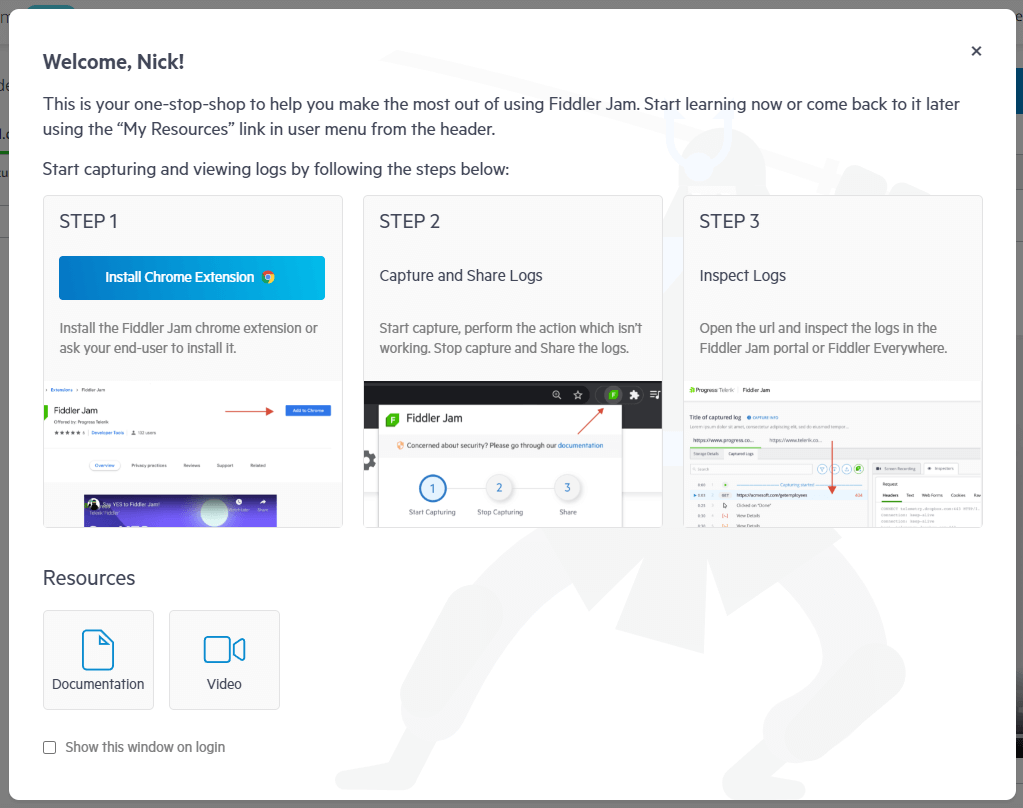 Welcome, Nick!
This is your one-stop-shop to help you make the most out of using Fiddler Jam. Start learning now or come back to it later
using the “My Resources” link in user menu from the header.
Start capturing and viewing logs by following the steps below:
STEP 1
Install Chrome Extension
Install the Fiddler Jam chrome extension or
ask your end-user to install it.
Extensions > Fiddler Jam
Fiddler Jam
Offered by: Progress Telerik
Developer Tools
Add to Chrome
Overview Privacy practices Reviews Support Related
Say YES to Fiddler Jam!
STEP 2
Capture and Share Logs
Start capture, perform the action which isn’t
working. Stop capture and Share the logs.
Fiddler Jam
Concerned about security? Please go through our documentation
1 2 3
Start Capturing Stop Capturing Share
STEP 3
Inspect Logs
Open the url and inspect the logs in the
Fiddler Jam portal or Fiddler Everywhere.
Progress Telerik Fiddler Jam
Title of captured log CAPTURE INFO
https://www.progress.co... https://www.telerik.co...
Storage Details Captured Logs
Search
Screen Recording Inspectors
Capturing started
Request
GET https://acmesoft.com/getemployees 404
Headers Text Web Forms Cookies Raw
Clicked on "Done"
View Details
View Details
Resources
Documentation
Video
Show this window on login